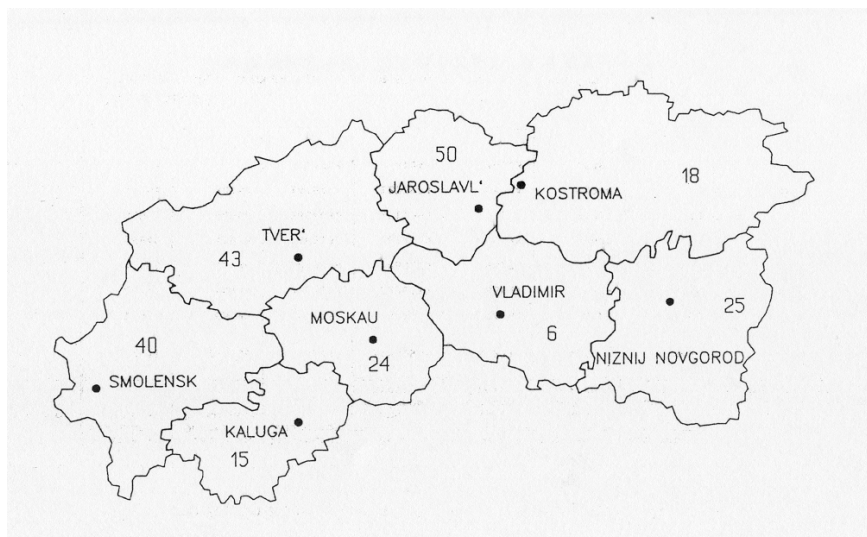 50
JAROSLAVL'
18
KOSTROMA
TVER'
43
VLADIMIR
6
25
NIZNIJ NOVGOROD
MOSKAU
24
40
SMOLENSK
KALUGA
15